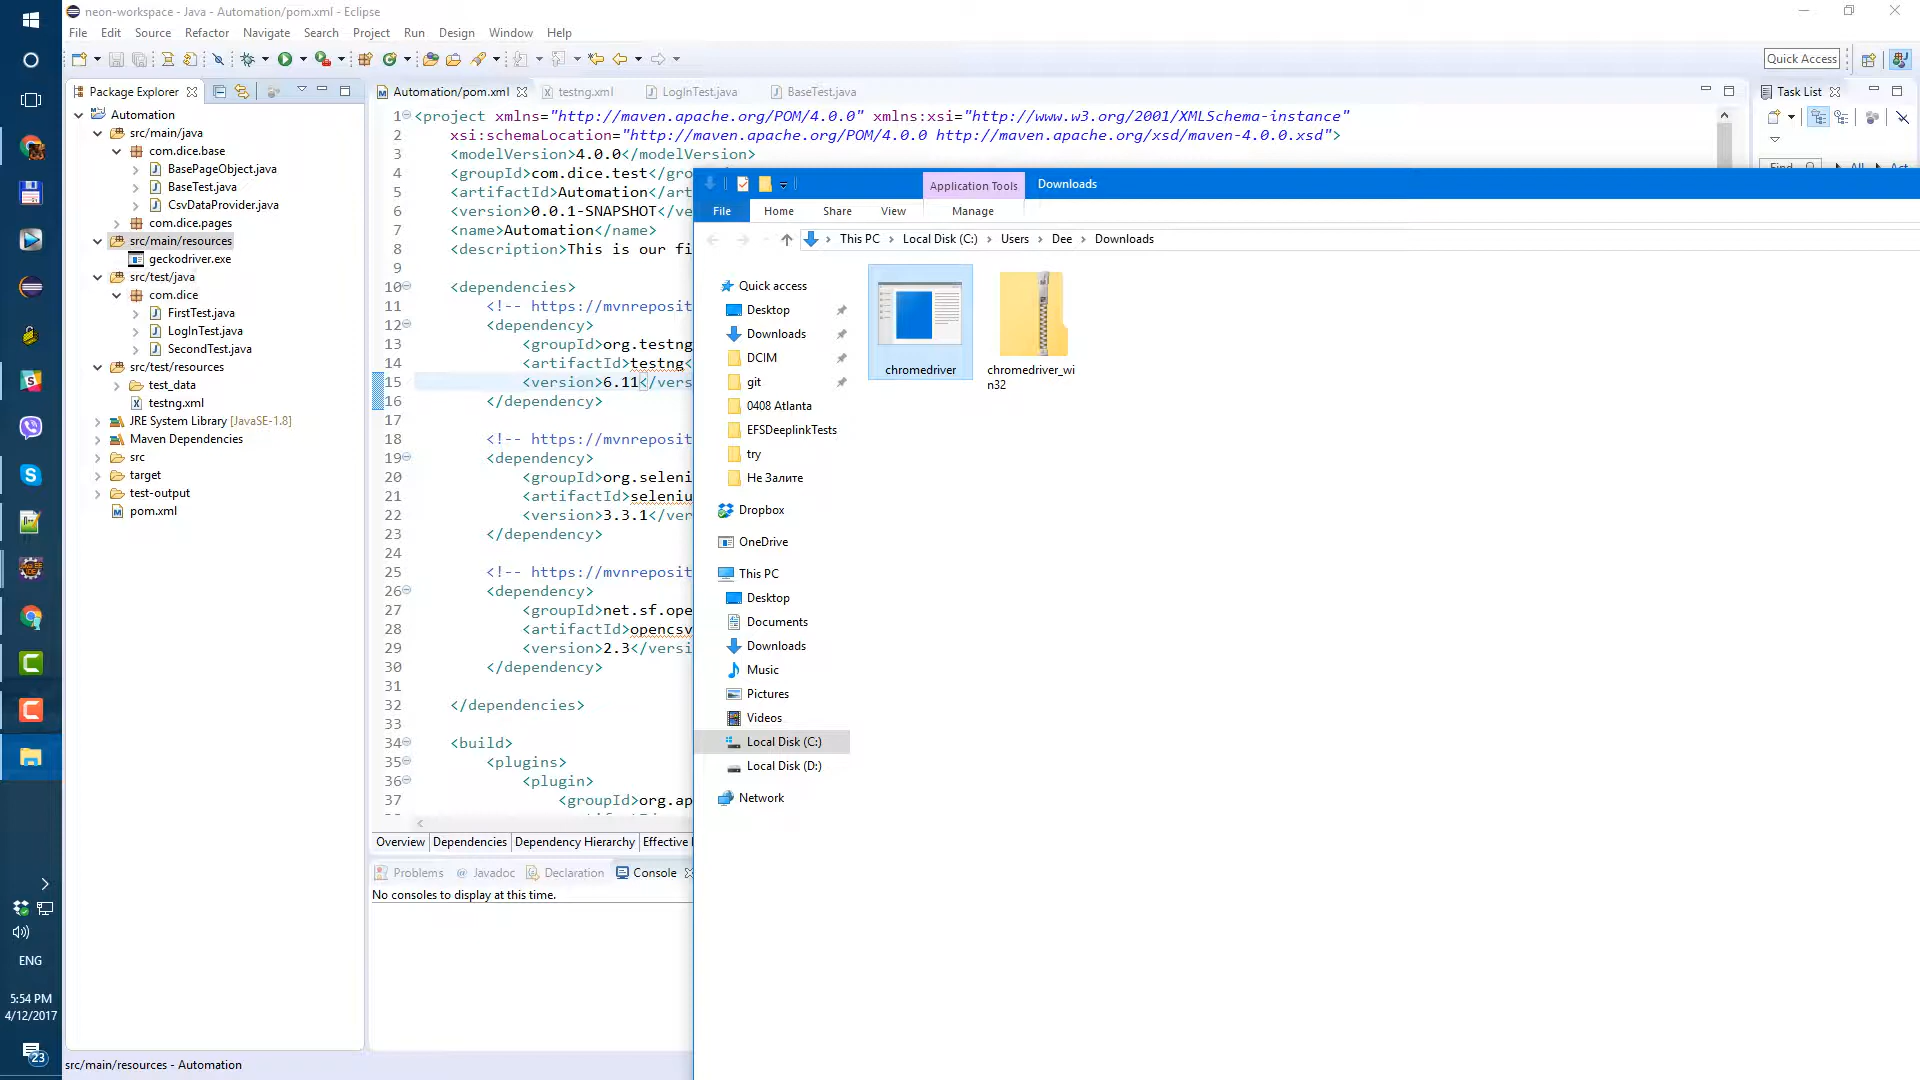 neon-workspace - Java - Automation/pom.xml - Eclipse
File Edit Source Refactor Navigate Search Project Run Design Window Help
Quick Access
Package Explorer
Automation
src/main/java
com.dice.base
BasePageObject.java
BaseTest.java
CsvDataProvider.java
com.dice.pages
src/main/resources
geckodriver.exe
src/test/java
com.dice
FirstTest.java
LogInTest.java
SecondTest.java
src/test/resources
test_data
testng.xml
JRE System Library [JavaSE-1.8]
Maven Dependencies
src
target
test-output
pom.xml
Automation/pom.xml testng.xml LogInTest.java BaseTest.java
1 <project xmlns="http://maven.apache.org/POM/4.0.0" xmlns:xsi="http://www.w3.org/2001/XMLSchema-instance"
2 xsi:schemaLocation="http://maven.apache.org/POM/4.0.0 http://maven.apache.org/xsd/maven-4.0.0.xsd">
3 <modelVersion>4.0.0</modelVersion>
4 <groupId>com.dice.test</gro
5 <artifactId>Automation</art
6 <version>0.0.1-SNAPSHOT</ve
7 <name>Automation</name>
8 <description>This is our fi
9
10 <dependencies>
11 <!-- https://mvnreposit
12 <dependency>
13 <groupId>org.testng
14 <artifactId>testng<
15 <version>6.11</vers
16 </dependency>
17
18 <!-- https://mvnreposit
19 <dependency>
20 <groupId>org.seleni
21 <artifactId>seleniu
22 <version>3.3.1</ver
23 </dependency>
24
25 <!-- https://mvnreposit
26 <dependency>
27 <groupId>net.sf.ope
28 <artifactId>opencsv
29 <version>2.3</versi
30 </dependency>
31
32 </dependencies>
33
34 <build>
35 <plugins>
36 <plugin>
37 <groupId>org.ap
Overview Dependencies Dependency Hierarchy Effective
Problems Javadoc Declaration Console
No consoles to display at this time.
Task List
Find All
Application Tools Downloads
File Home Share View Manage
This PC Local Disk (C:) Users Dee Downloads
Quick access
Desktop
Downloads
DCIM
git
0408 Atlanta
EFSDeeplinkTests
try
Не Залите
Dropbox
OneDrive
This PC
Desktop
Documents
Downloads
Music
Pictures
Videos
Local Disk (C:)
Local Disk (D:)
Network
chromedriver
chromedriver_wi
n32
ENG
5:54 PM
4/12/2017
23
src/main/resources - Automation